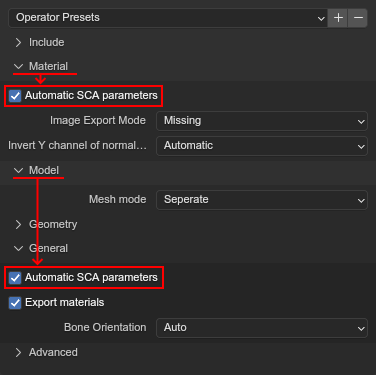 Operator Presets
Include
Material
Automatic SCA parameters
Image Export Mode Missing
Invert Y channel of normal... Automatic
Model
Mesh mode Seperate
Geometry
General
Automatic SCA parameters
Export materials
Bone Orientation Auto
Advanced